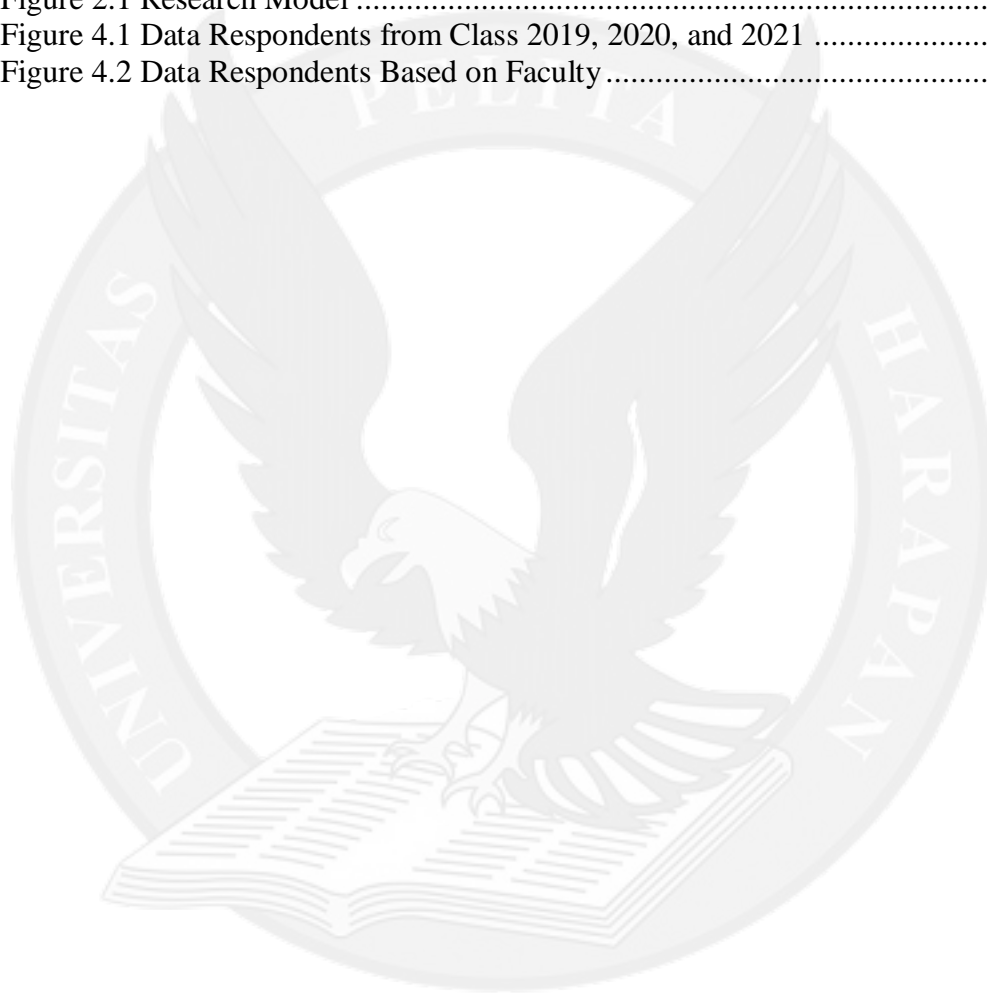 Figure 2.1 Research Model ..............................................................................
Figure 4.1 Data Respondents from Class 2019, 2020, and 2021 .....................
Figure 4.2 Data Respondents Based on Faculty ..............................................
UNIVERSITAS PELITA HARAPAN